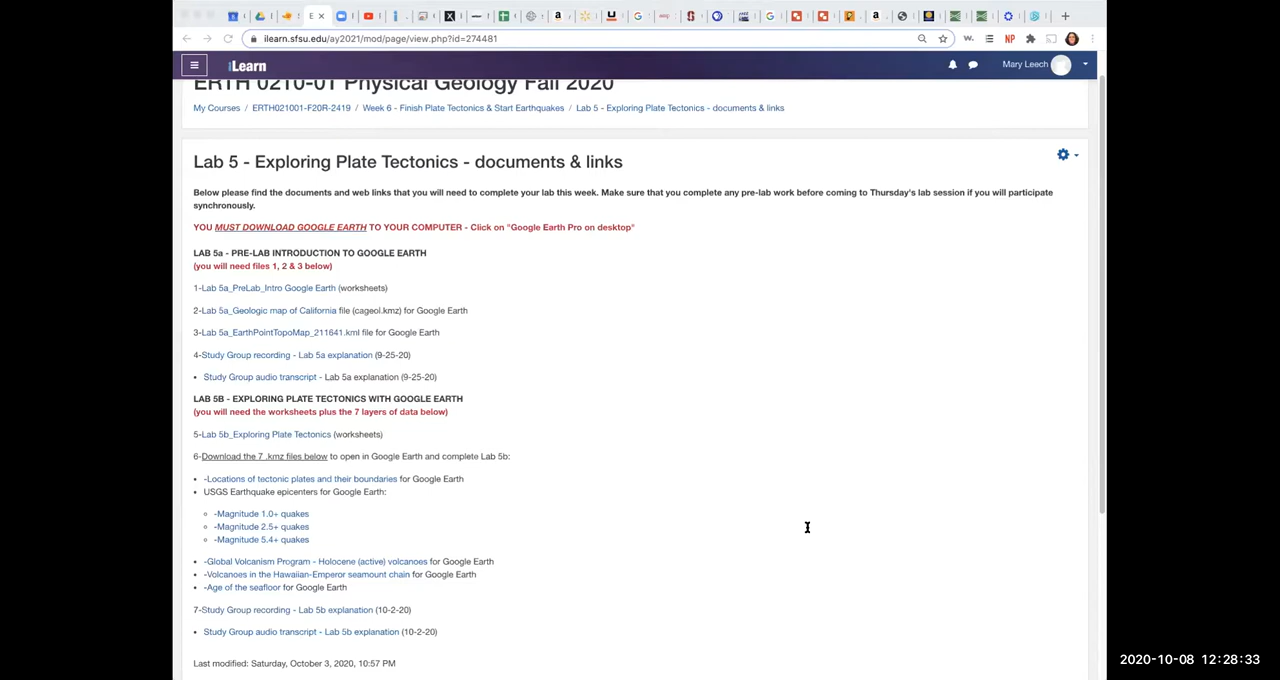 ilearn.sfsu.edu/ay2021/mod/page/view.php?id=274481
iLearn
Mary Leech
ERTH 0210-01 Physical Geology Fall 2020
My Courses / ERTH021001-F20R-2419 / Week 6 - Finish Plate Tectonics & Start Earthquakes / Lab 5 - Exploring Plate Tectonics - documents & links
Lab 5 - Exploring Plate Tectonics - documents & links
Below please find the documents and web links that you will need to complete your lab this week. Make sure that you complete any pre-lab work before coming to Thursday's lab session if you will participate
synchronously.
YOU MUST DOWNLOAD GOOGLE EARTH TO YOUR COMPUTER - Click on "Google Earth Pro on desktop"
LAB 5a - PRE-LAB INTRODUCTION TO GOOGLE EARTH
(you will need files 1, 2 & 3 below)
1-Lab 5a_PreLab_Intro Google Earth (worksheets)
2-Lab 5a_Geologic map of California file (cageol.kmz) for Google Earth
3-Lab 5a_EarthPointTopoMap_211641.kml file for Google Earth
4-Study Group recording - Lab 5a explanation (9-25-20)
• Study Group audio transcript - Lab 5a explanation (9-25-20)
LAB 5B - EXPLORING PLATE TECTONICS WITH GOOGLE EARTH
(you will need the worksheets plus the 7 layers of data below)
5-Lab 5b_Exploring Plate Tectonics (worksheets)
6-Download the 7 .kmz files below to open in Google Earth and complete Lab 5b:
• -Locations of tectonic plates and their boundaries for Google Earth
• USGS Earthquake epicenters for Google Earth:
◦ -Magnitude 1.0+ quakes
◦ -Magnitude 2.5+ quakes
◦ -Magnitude 5.4+ quakes
• -Global Volcanism Program - Holocene (active) volcanoes for Google Earth
• -Volcanoes in the Hawaiian-Emperor seamount chain for Google Earth
• -Age of the seafloor for Google Earth
7-Study Group recording - Lab 5b explanation (10-2-20)
• Study Group audio transcript - Lab 5b explanation (10-2-20)
Last modified: Saturday, October 3, 2020, 10:57 PM
2020-10-08 12:28:33